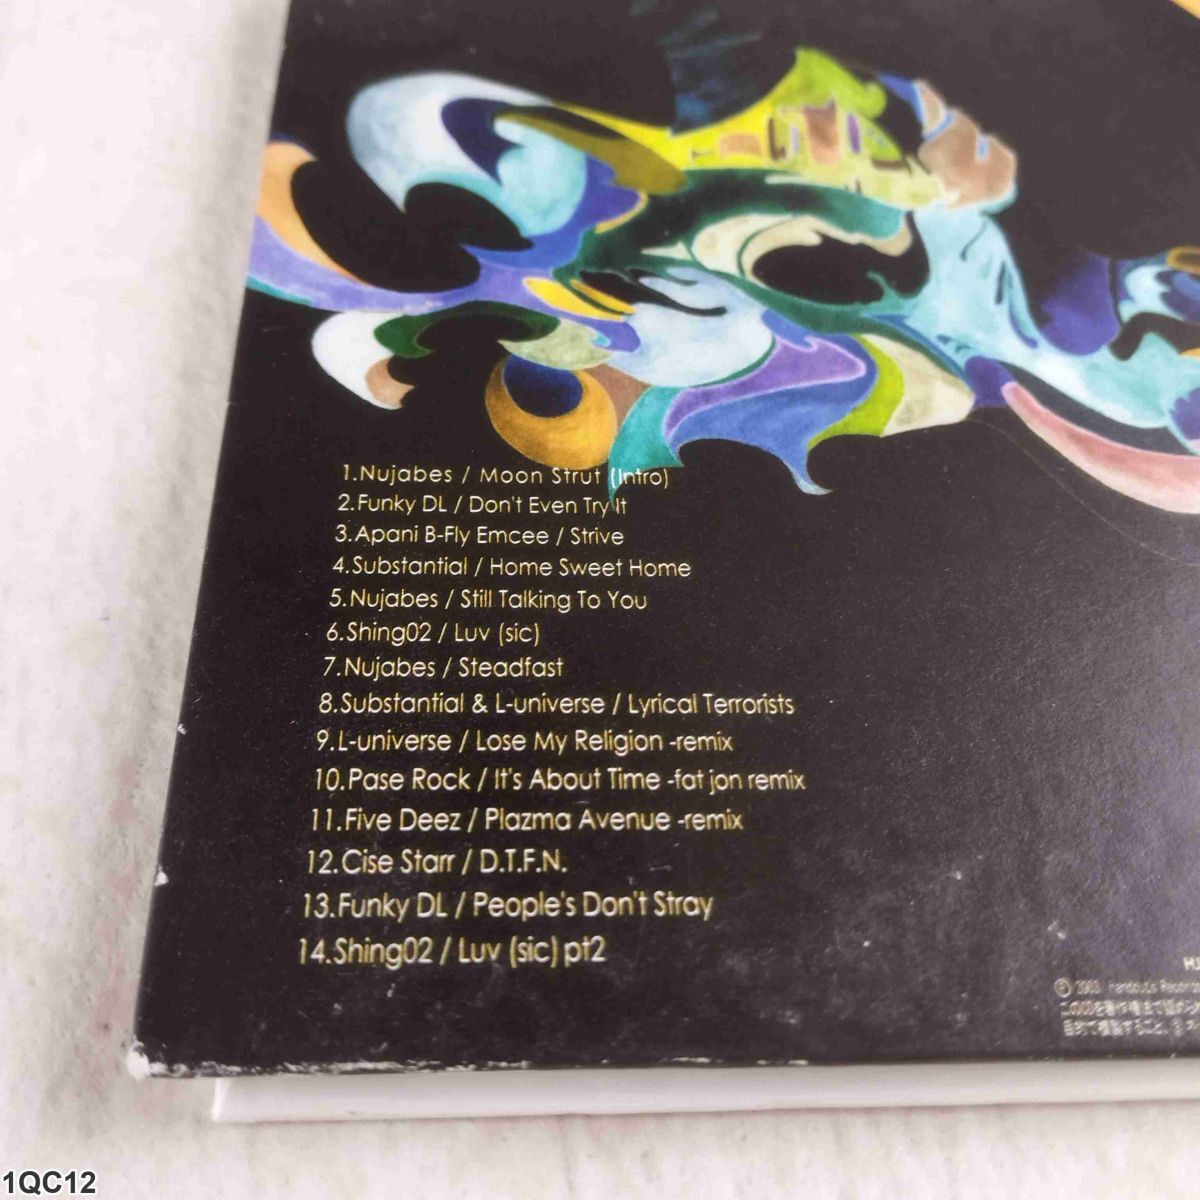 1.Nujabes / Moon Strut (Intro)
2.Funky DL / Don't Even Try It
3.Apani B-Fly Emcee / Strive
4.Substantial / Home Sweet Home
5.Nujabes / Still Talking To You
6.Shing02 / Luv (sic)
7.Nujabes / Steadfast
8.Substantial & L-universe / Lyrical Terrorists
9.L-universe / Lose My Religion -remix
10.Pase Rock / It's About Time -fat jon remix
11.Five Deez / Plazma Avenue -remix
12.Cise Starr / D.T.F.N.
13.Funky DL / People's Don't Stray
14.Shing02 / Luv (sic) pt2
1QC12